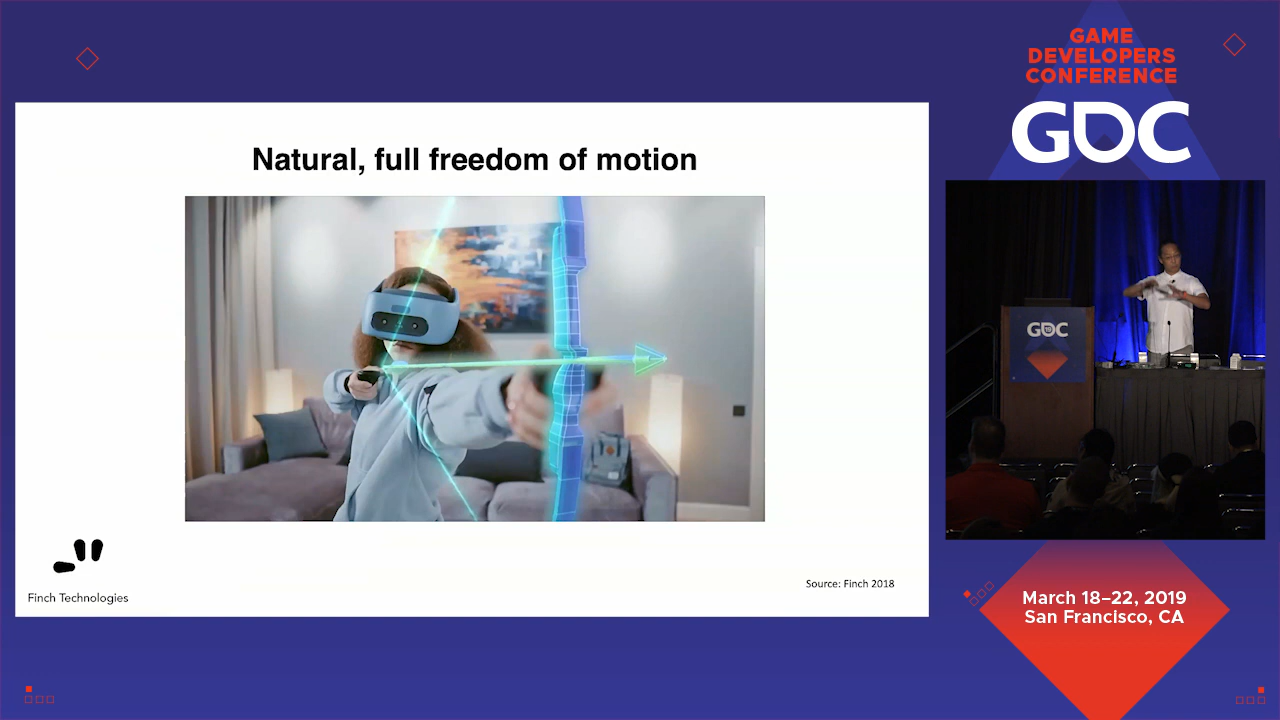 GAME
DEVELOPERS
CONFERENCE
GDC
Natural, full freedom of motion
GDC
Source: Finch 2018
Finch Technologies
March 18–22, 2019
San Francisco, CA